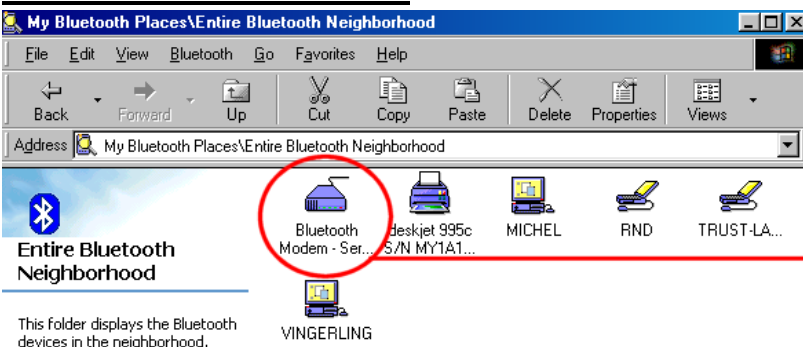 My Bluetooth Places\Entire Bluetooth Neighborhood
File Edit View Bluetooth Go Favorites Help
Back Forward Up Cut Copy Paste Delete Properties Views
Address My Bluetooth Places\Entire Bluetooth Neighborhood
Entire Bluetooth
Neighborhood
This folder displays the Bluetooth
devices in the neighborhood.
Bluetooth
Modem - Ser...
deskjet 995c
S/N MY1A1...
MICHEL
RND
TRUST-LA...
VINGERLING